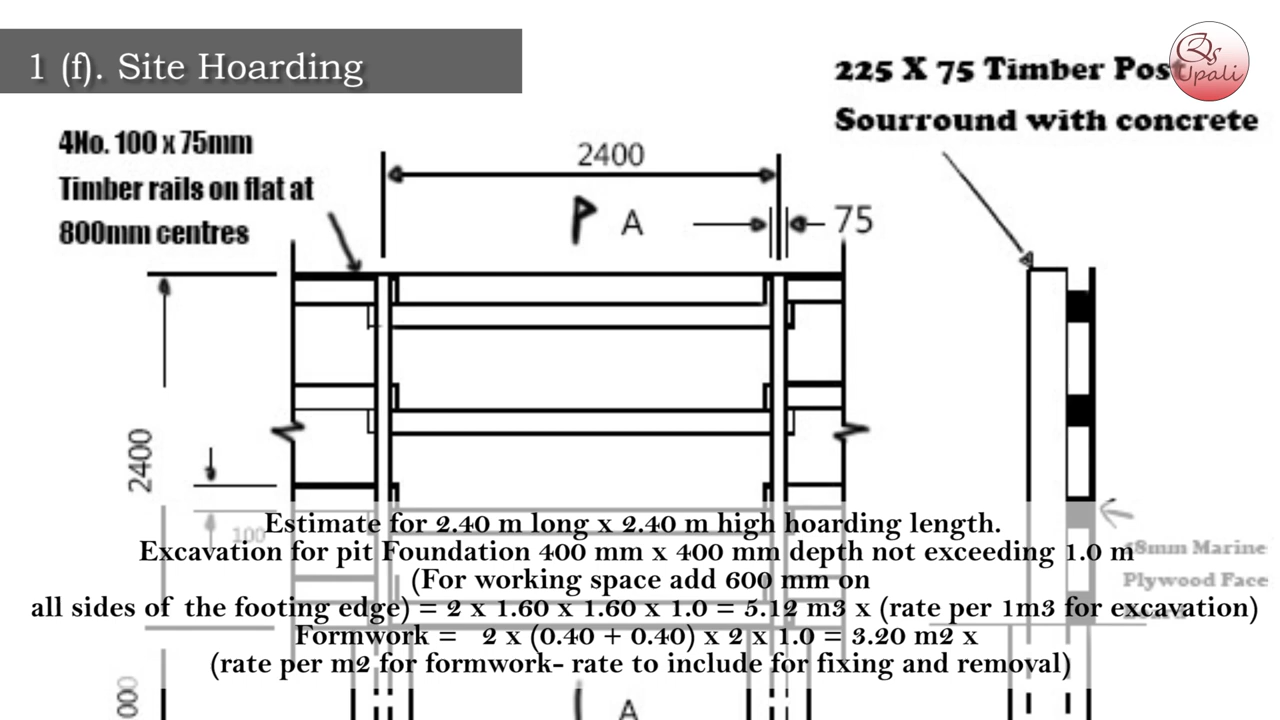 1 (f). Site Hoarding
Qs
Upali
225 X 75 Timber Post
Sourround with concrete
4No. 100 x 75mm
Timber rails on flat at
800mm centres
2400
P A
75
2400
100
18mm Marine
Plywood Face
Estimate for 2.40 m long x 2.40 m high hoarding length.
Excavation for pit Foundation 400 mm x 400 mm depth not exceeding 1.0 m
(For working space add 600 mm on
all sides of the footing edge) = 2 x 1.60 x 1.60 x 1.0 = 5.12 m3 x (rate per 1m3 for excavation)
Formwork = 2 x (0.40 + 0.40) x 2 x 1.0 = 3.20 m2 x
(rate per m2 for formwork- rate to include for fixing and removal)
A